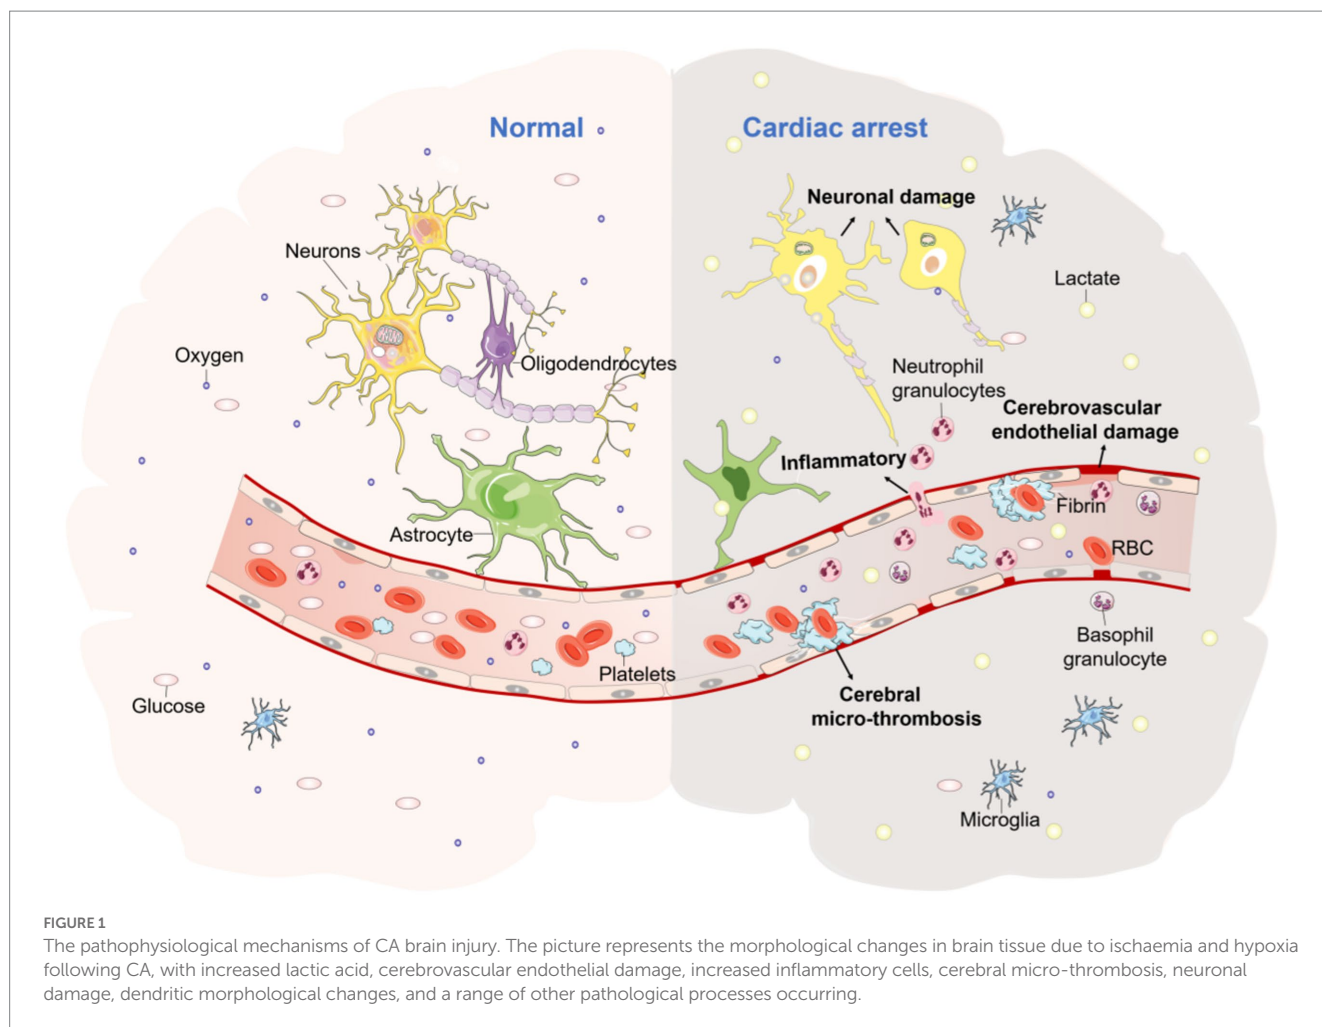 Normal
Cardiac arrest
Neuronal damage
Neurons
Lactate
Oxygen
Oligodendrocytes
Neutrophil
granulocytes
Cerebrovascular
endothelial damage
Inflammatory
Fibrin
Astrocyte
RBC
Basophil
granulocyte
Platelets
Glucose
Cerebral
micro-thrombosis
Microglia
FIGURE 1
The pathophysiological mechanisms of CA brain injury. The picture represents the morphological changes in brain tissue due to ischaemia and hypoxia
following CA, with increased lactic acid, cerebrovascular endothelial damage, increased inflammatory cells, cerebral micro-thrombosis, neuronal
damage, dendritic morphological changes, and a range of other pathological processes occurring.